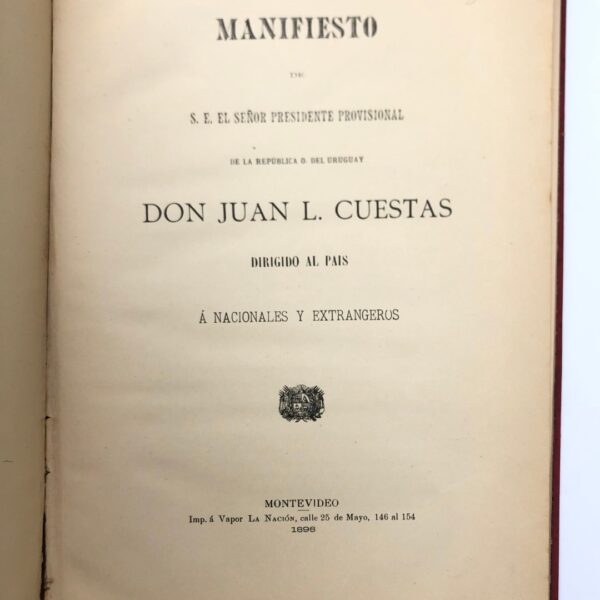 MANIFIESTO
S. E. EL SEÑOR PRESIDENTE PROVISIONAL
DE LA REPÚBLICA O. DEL URUGUAY
DON JUAN L. CUESTAS
DIRIGIDO AL PAIS
Á NACIONALES Y EXTRANGEROS
MONTEVIDEO
Imp. á Vapor LA NACIÓN, calle 25 de Mayo, 146 al 154
1898